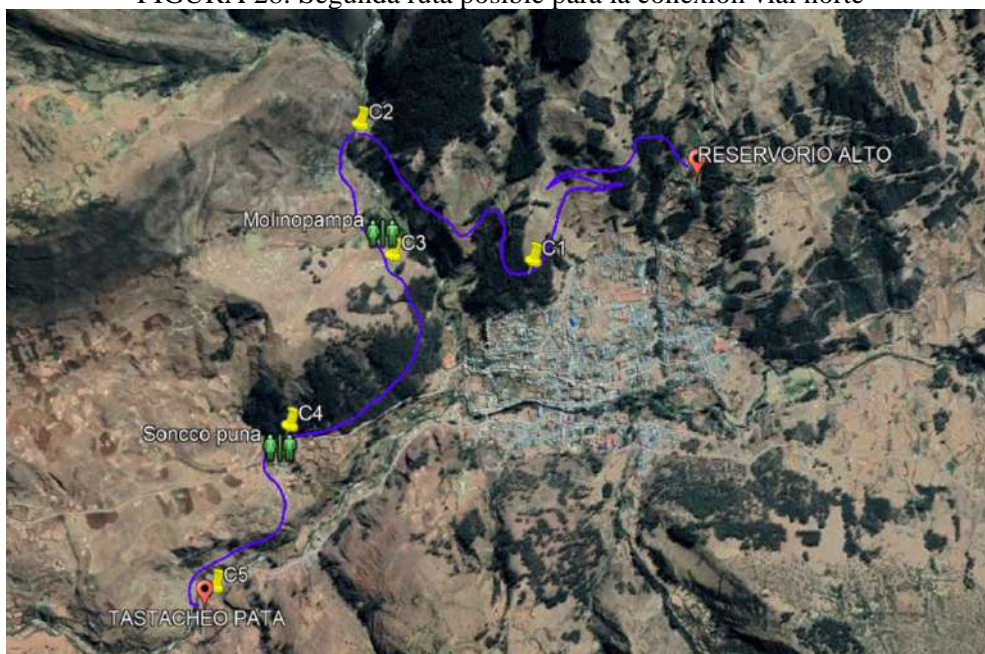 FIGURA 28. Segunda ruta posible para la conexión vial norte
C2
RESERVORIO ALTO
Molinopampa
C3
C1
C4
Soncco puna
C5
TASTACHEO PATA